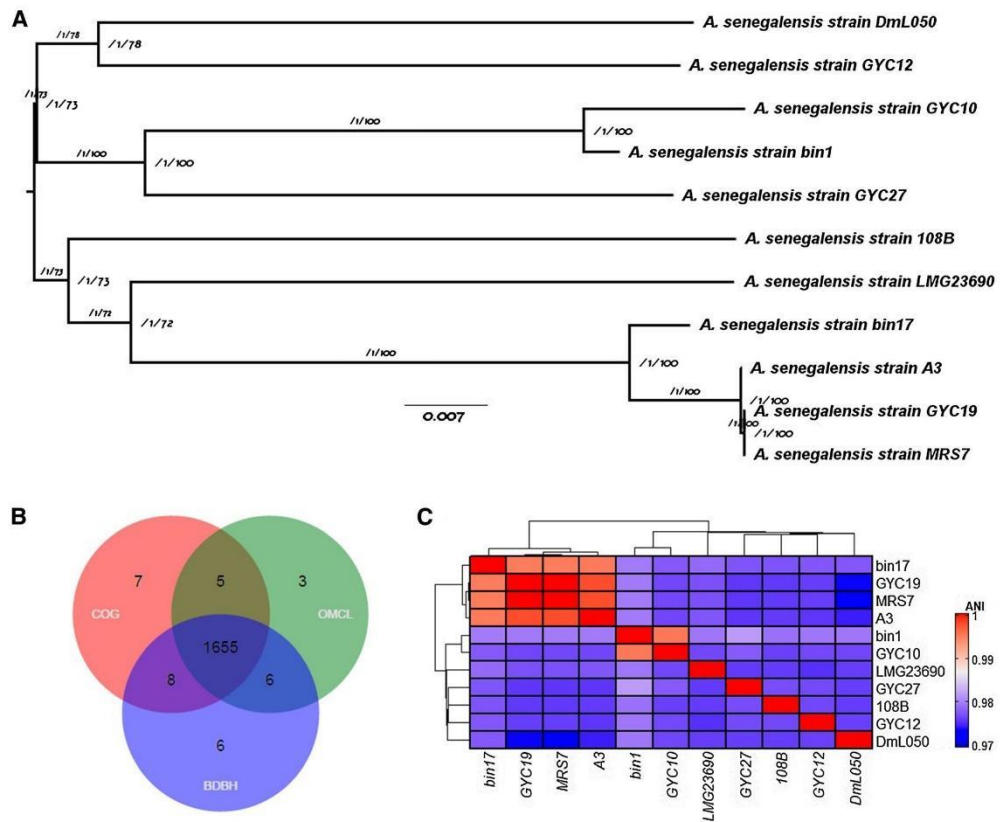 A
A. senegalensis strain DmL050
/1/78
/1/78
A. senegalensis strain GYC12
/1/73
/1/73
A. senegalensis strain GYC10
/1/100
/1/100
A. senegalensis strain bin1
/1/100
/1/100
A. senegalensis strain GYC27
A. senegalensis strain 108B
/1/73
/1/73
A. senegalensis strain LMG23690
/1/72
/1/72
A. senegalensis strain bin17
/1/100
/1/100
A. senegalensis strain A3
/1/100
/1/100
A. senegalensis strain GYC19
/1/100
/1/100
A. senegalensis strain MRS7
0.007
B
7
5
3
COG
OMCL
1655
8
6
6
BDBH
C
bin17
GYC19
MRS7
A3
bin1
GYC10
LMG23690
GYC27
108B
GYC12
DmL050
bin17
GYC19
MRS7
A3
bin1
GYC10
LMG23690
GYC27
108B
GYC12
DmL050
ANI
1
0.99
0.98
0.97